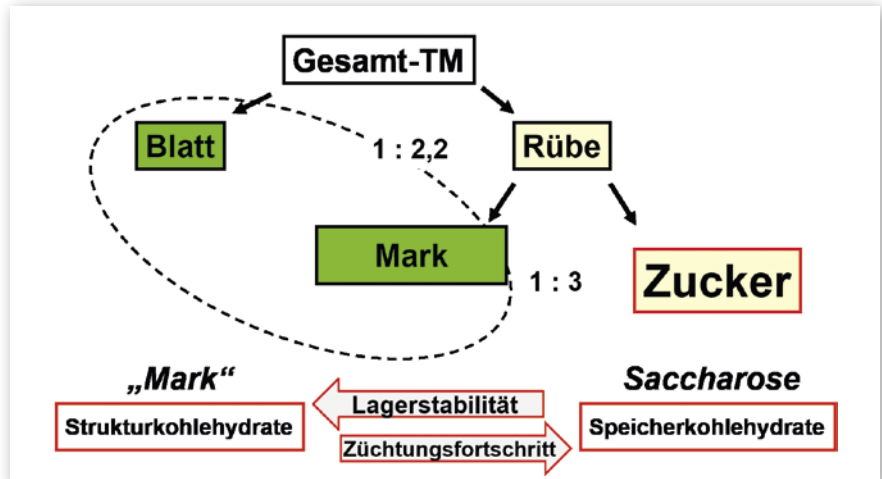 Gesamt-TM
Blatt
1 : 2,2
Rübe
Mark
1 : 3
Zucker
„Mark“
Saccharose
Strukturkohlehydrate
Lagerstabilität
Züchtungsfortschritt
Speicherkohlehydrate